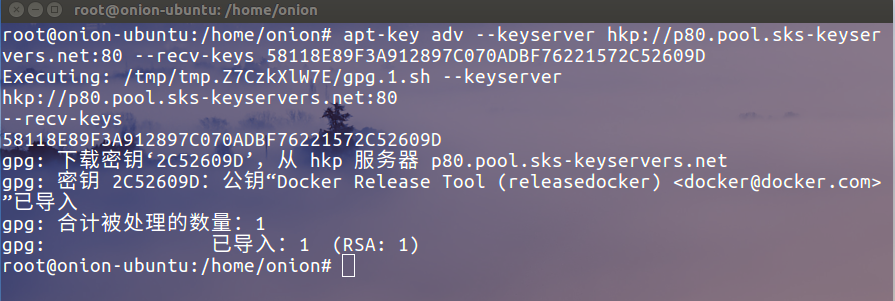 root@onion-ubuntu: /home/onion
root@onion-ubuntu:/home/onion# apt-key adv --keyserver hkp://p80.pool.sks-keyser
vers.net:80 --recv-keys 58118E89F3A912897C070ADBF76221572C52609D
Executing: /tmp/tmp.Z7CzkXlW7E/gpg.1.sh --keyserver
hkp://p80.pool.sks-keyservers.net:80
--recv-keys
58118E89F3A912897C070ADBF76221572C52609D
gpg: 下载密钥‘2C52609D’，从 hkp 服务器 p80.pool.sks-keyservers.net
gpg: 密钥 2C52609D：公钥“Docker Release Tool (releasedocker) <docker@docker.com>
”已导入
gpg: 合计被处理的数量：1
gpg:               已导入：1  (RSA: 1)
root@onion-ubuntu:/home/onion#